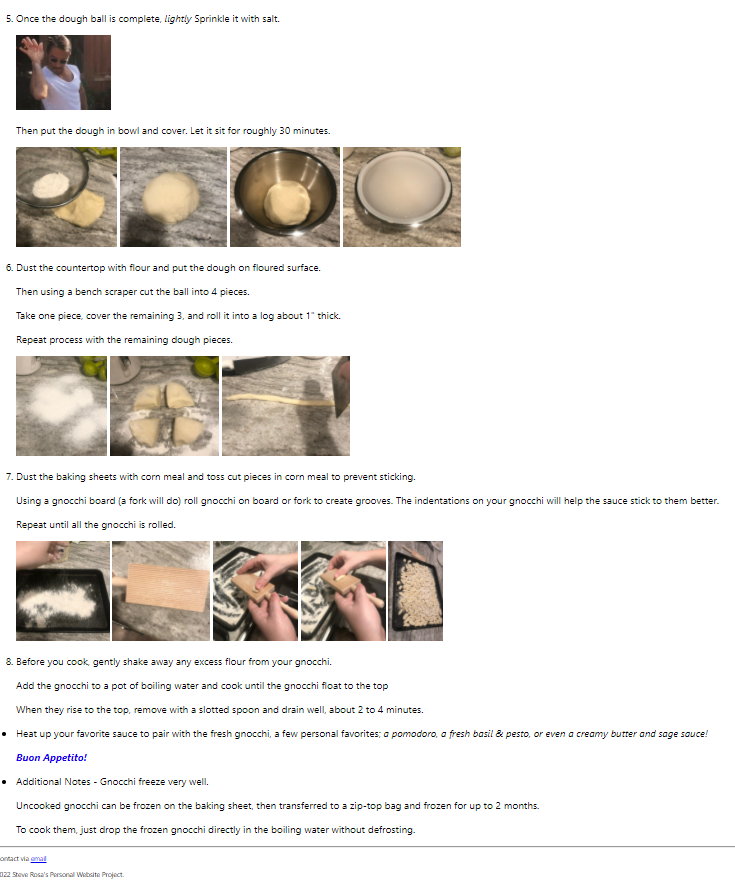 5. Once the dough ball is complete, lightly Sprinkle it with salt.
Then put the dough in bowl and cover. Let it sit for roughly 30 minutes.
6. Dust the countertop with flour and put the dough on floured surface.
Then using a bench scraper cut the ball into 4 pieces.
Take one piece, cover the remaining 3, and roll it into a log about 1" thick.
Repeat process with the remaining dough pieces.
7. Dust the baking sheets with corn meal and toss cut pieces in corn meal to prevent sticking.
Using a gnocchi board (a fork will do) roll gnocchi on board or fork to create grooves. The indentations on your gnocchi will help the sauce stick to them better.
Repeat until all the gnocchi is rolled.
8. Before you cook, gently shake away any excess flour from your gnocchi.
Add the gnocchi to a pot of boiling water and cook until the gnocchi float to the top
When they rise to the top, remove with a slotted spoon and drain well, about 2 to 4 minutes.
• Heat up your favorite sauce to pair with the fresh gnocchi, a few personal favorites; a pomodoro, a fresh basil & pesto, or even a creamy butter and sage sauce!
Buon Appetito!
• Additional Notes - Gnocchi freeze very well.
Uncooked gnocchi can be frozen on the baking sheet, then transferred to a zip-top bag and frozen for up to 2 months.
To cook them, just drop the frozen gnocchi directly in the boiling water without defrosting.
ontact via email
022 Steve Rosa's Personal Website Project.